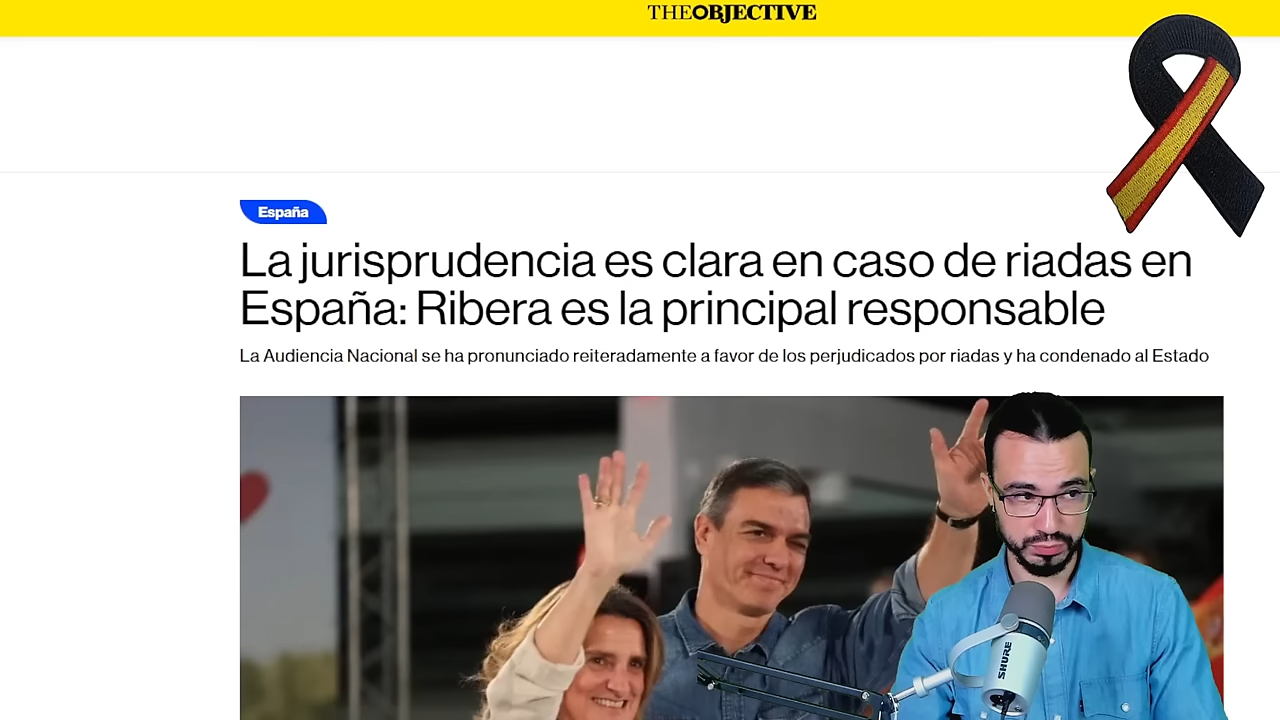 THEOBJECTIVE
España
La jurisprudencia es clara en caso de riadas en
España: Ribera es la principal responsable
La Audiencia Nacional se ha pronunciado reiteradamente a favor de los perjudicados por riadas y ha condenado al Estado
SHURE